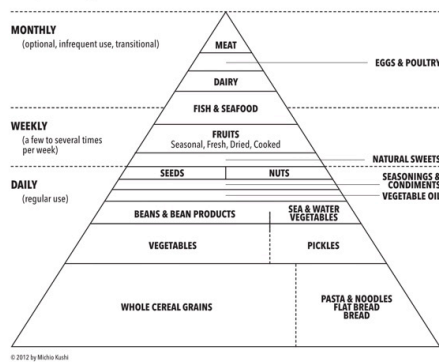 MONTHLY
(optional, infrequent use, transitional)
MEAT
EGGS & POULTRY
DAIRY
FISH & SEAFOOD
WEEKLY
(a few to several times
per week)
FRUITS
Seasonal, Fresh, Dried, Cooked
NATURAL SWEETS
DAILY
(regular use)
SEEDS
NUTS
SEASONINGS &
CONDIMENTS
VEGETABLE OIL
BEANS & BEAN PRODUCTS
SEA & WATER
VEGETABLES
VEGETABLES
PICKLES
WHOLE CEREAL GRAINS
PASTA & NOODLES
FLAT BREAD
BREAD
© 2012 by Michio Kushi